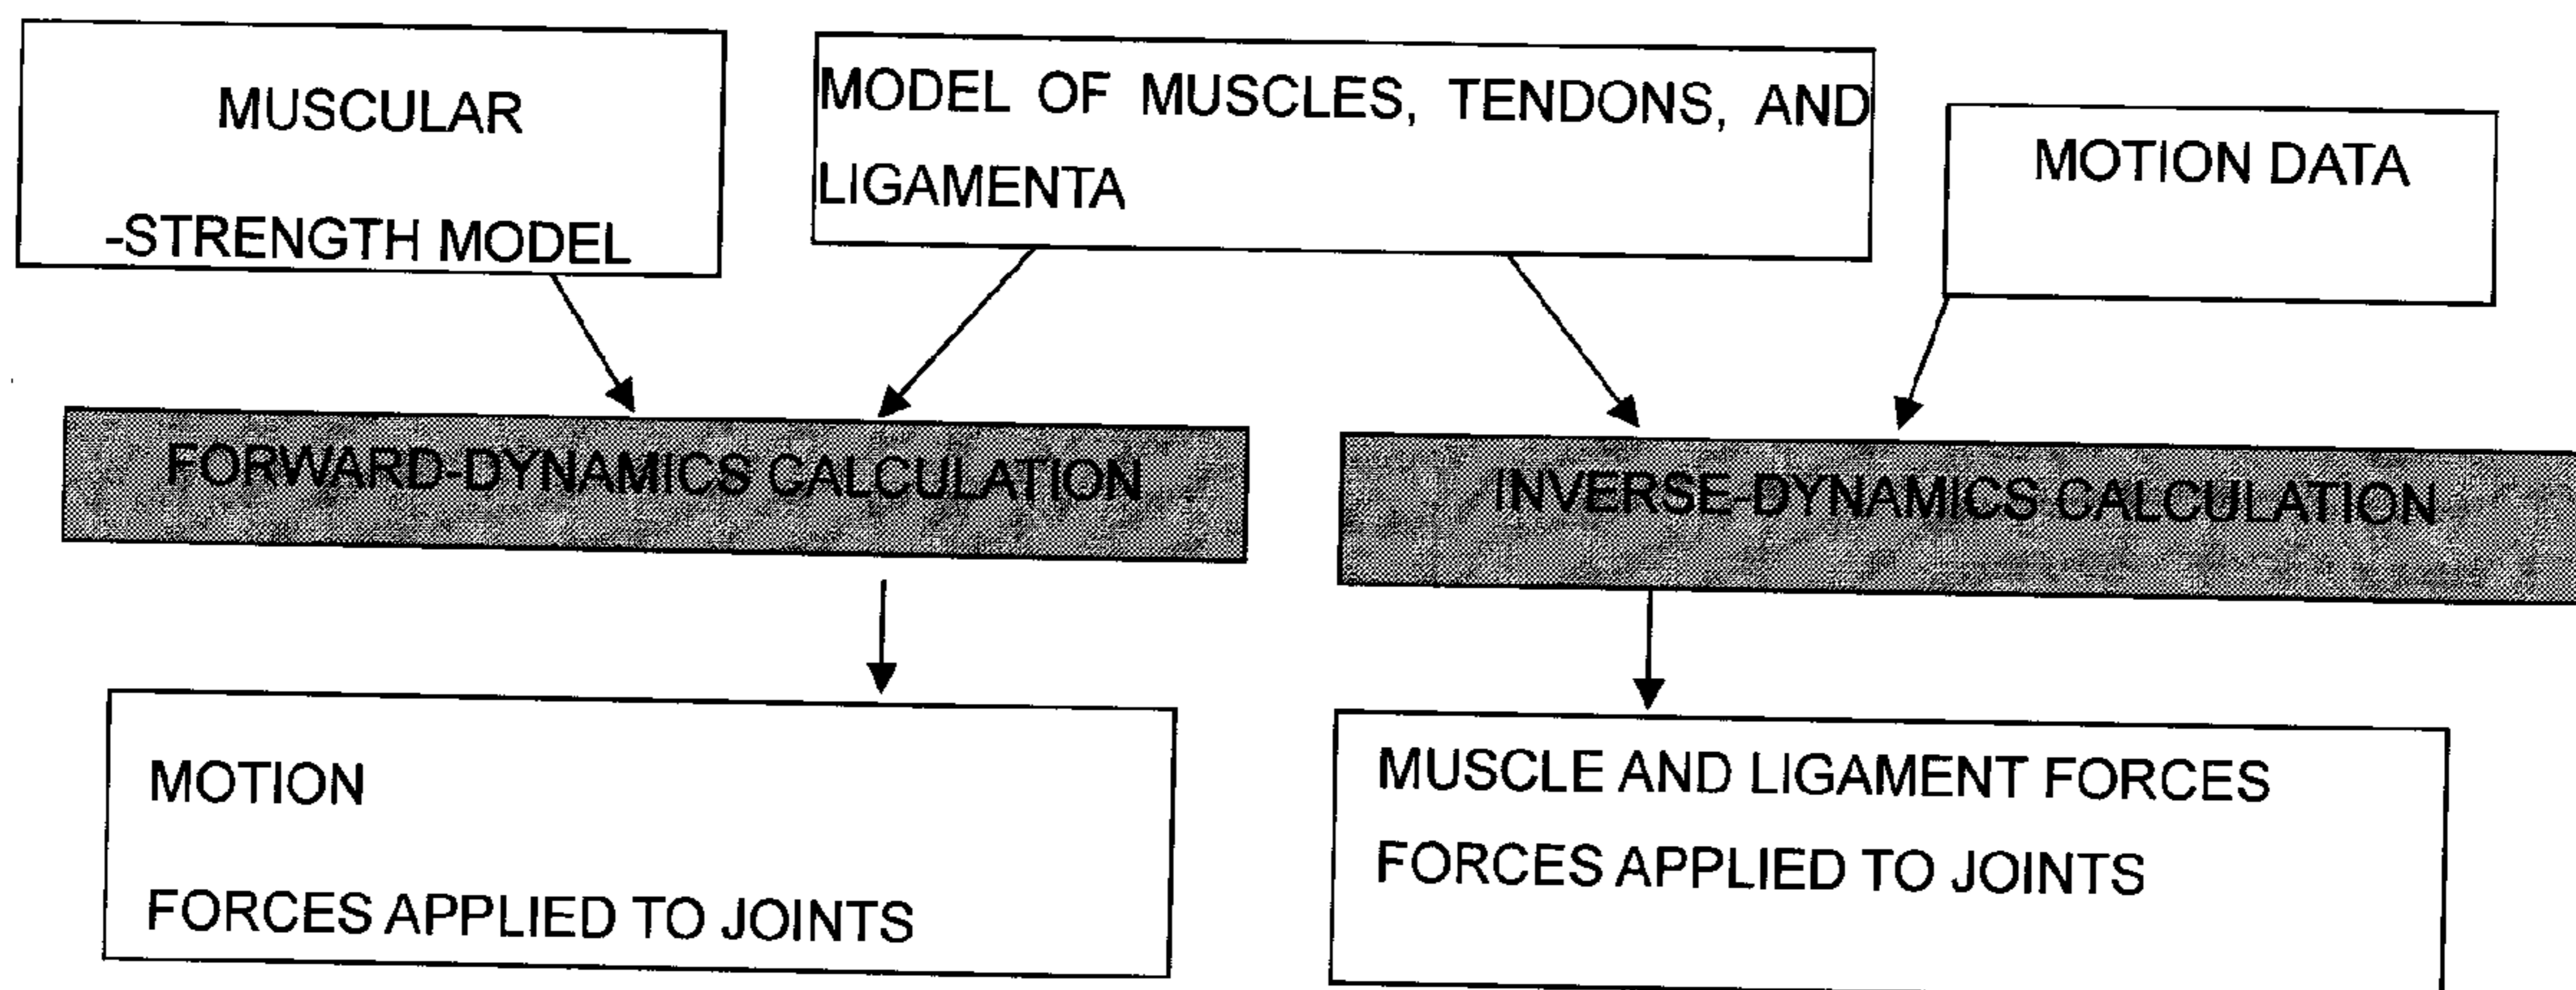 MUSCULAR
-STRENGTH MODEL
MODEL OF MUSCLES, TENDONS, AND
LIGAMENTA
MOTION DATA
FORWARD-DYNAMICS CALCULATION
INVERSE-DYNAMICS CALCULATION
MOTION
FORCES APPLIED TO JOINTS
MUSCLE AND LIGAMENT FORCES
FORCES APPLIED TO JOINTS